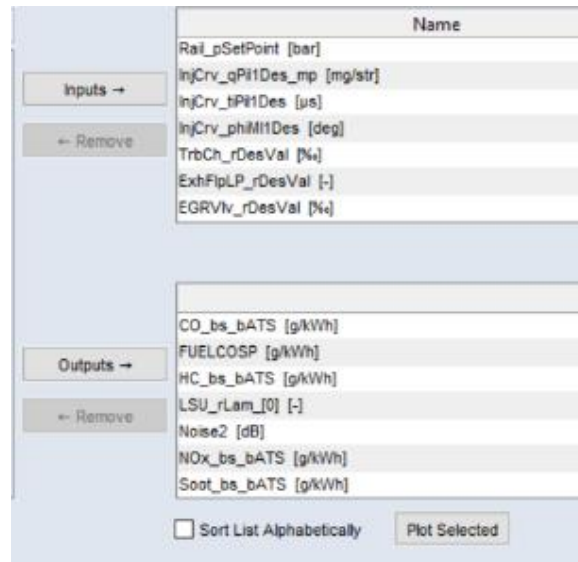 Name
Rail_pSetPoint [bar]
InjCrv_qPil1Des_mp [mg/str]
InjCrv_tiPil1Des [µs]
InjCrv_phiMI1Des [deg]
TrbCh_rDesVal [‰]
ExhFlpLP_rDesVal [-]
EGRVlv_rDesVal [‰]
Inputs →
← Remove
CO_bs_bATS [g/kWh]
FUELCOSP [g/kWh]
HC_bs_bATS [g/kWh]
LSU_rLam_[0] [-]
Noise2 [dB]
NOx_bs_bATS [g/kWh]
Soot_bs_bATS [g/kWh]
Outputs →
← Remove
Sort List Alphabetically
Plot Selected